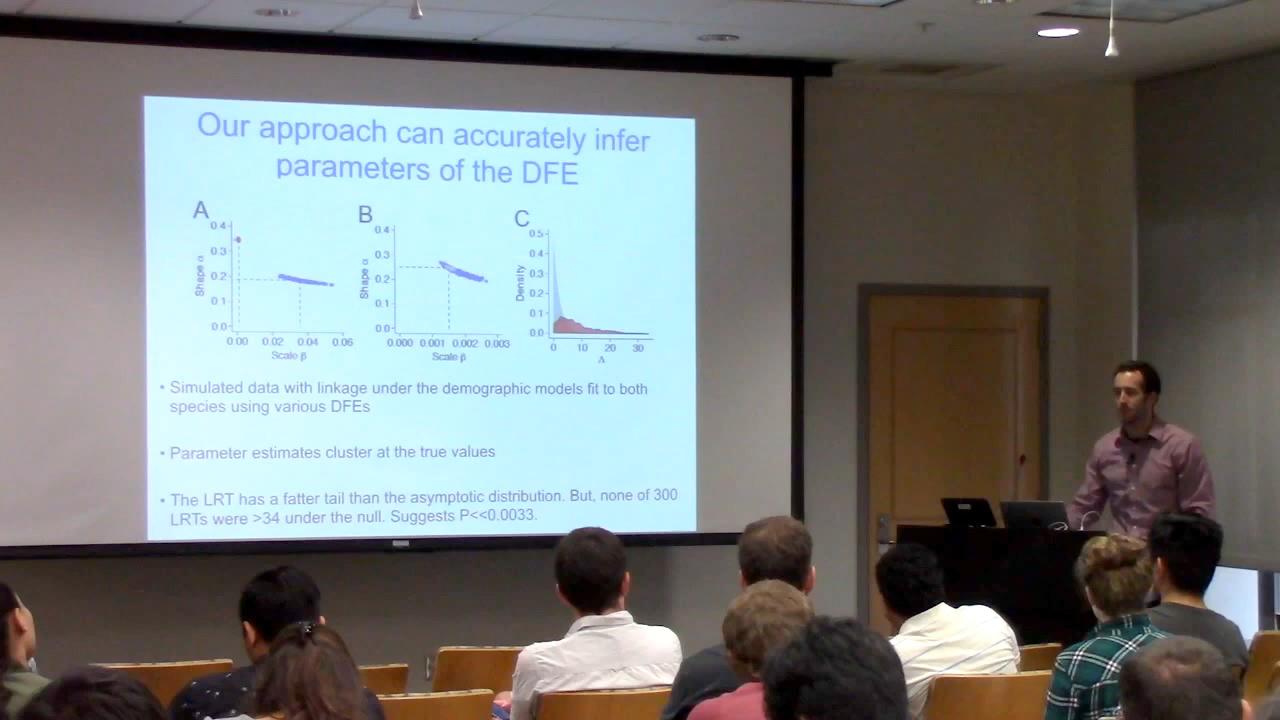 Our approach can accurately infer
parameters of the DFE
A
B
C
Shape α
0.4
0.3
0.2
0.1
0.0
0.00 0.02 0.04 0.06
Scale β
Shape α
0.4
0.3
0.2
0.1
0.0
0.000 0.001 0.002 0.003
Scale β
Density
0.5
0.4
0.3
0.2
0.1
0.0
0 10 20 30
Λ
• Simulated data with linkage under the demographic models fit to both
species using various DFEs
• Parameter estimates cluster at the true values
• The LRT has a fatter tail than the asymptotic distribution. But, none of 300
LRTs were >34 under the null. Suggests P<<0.0033.